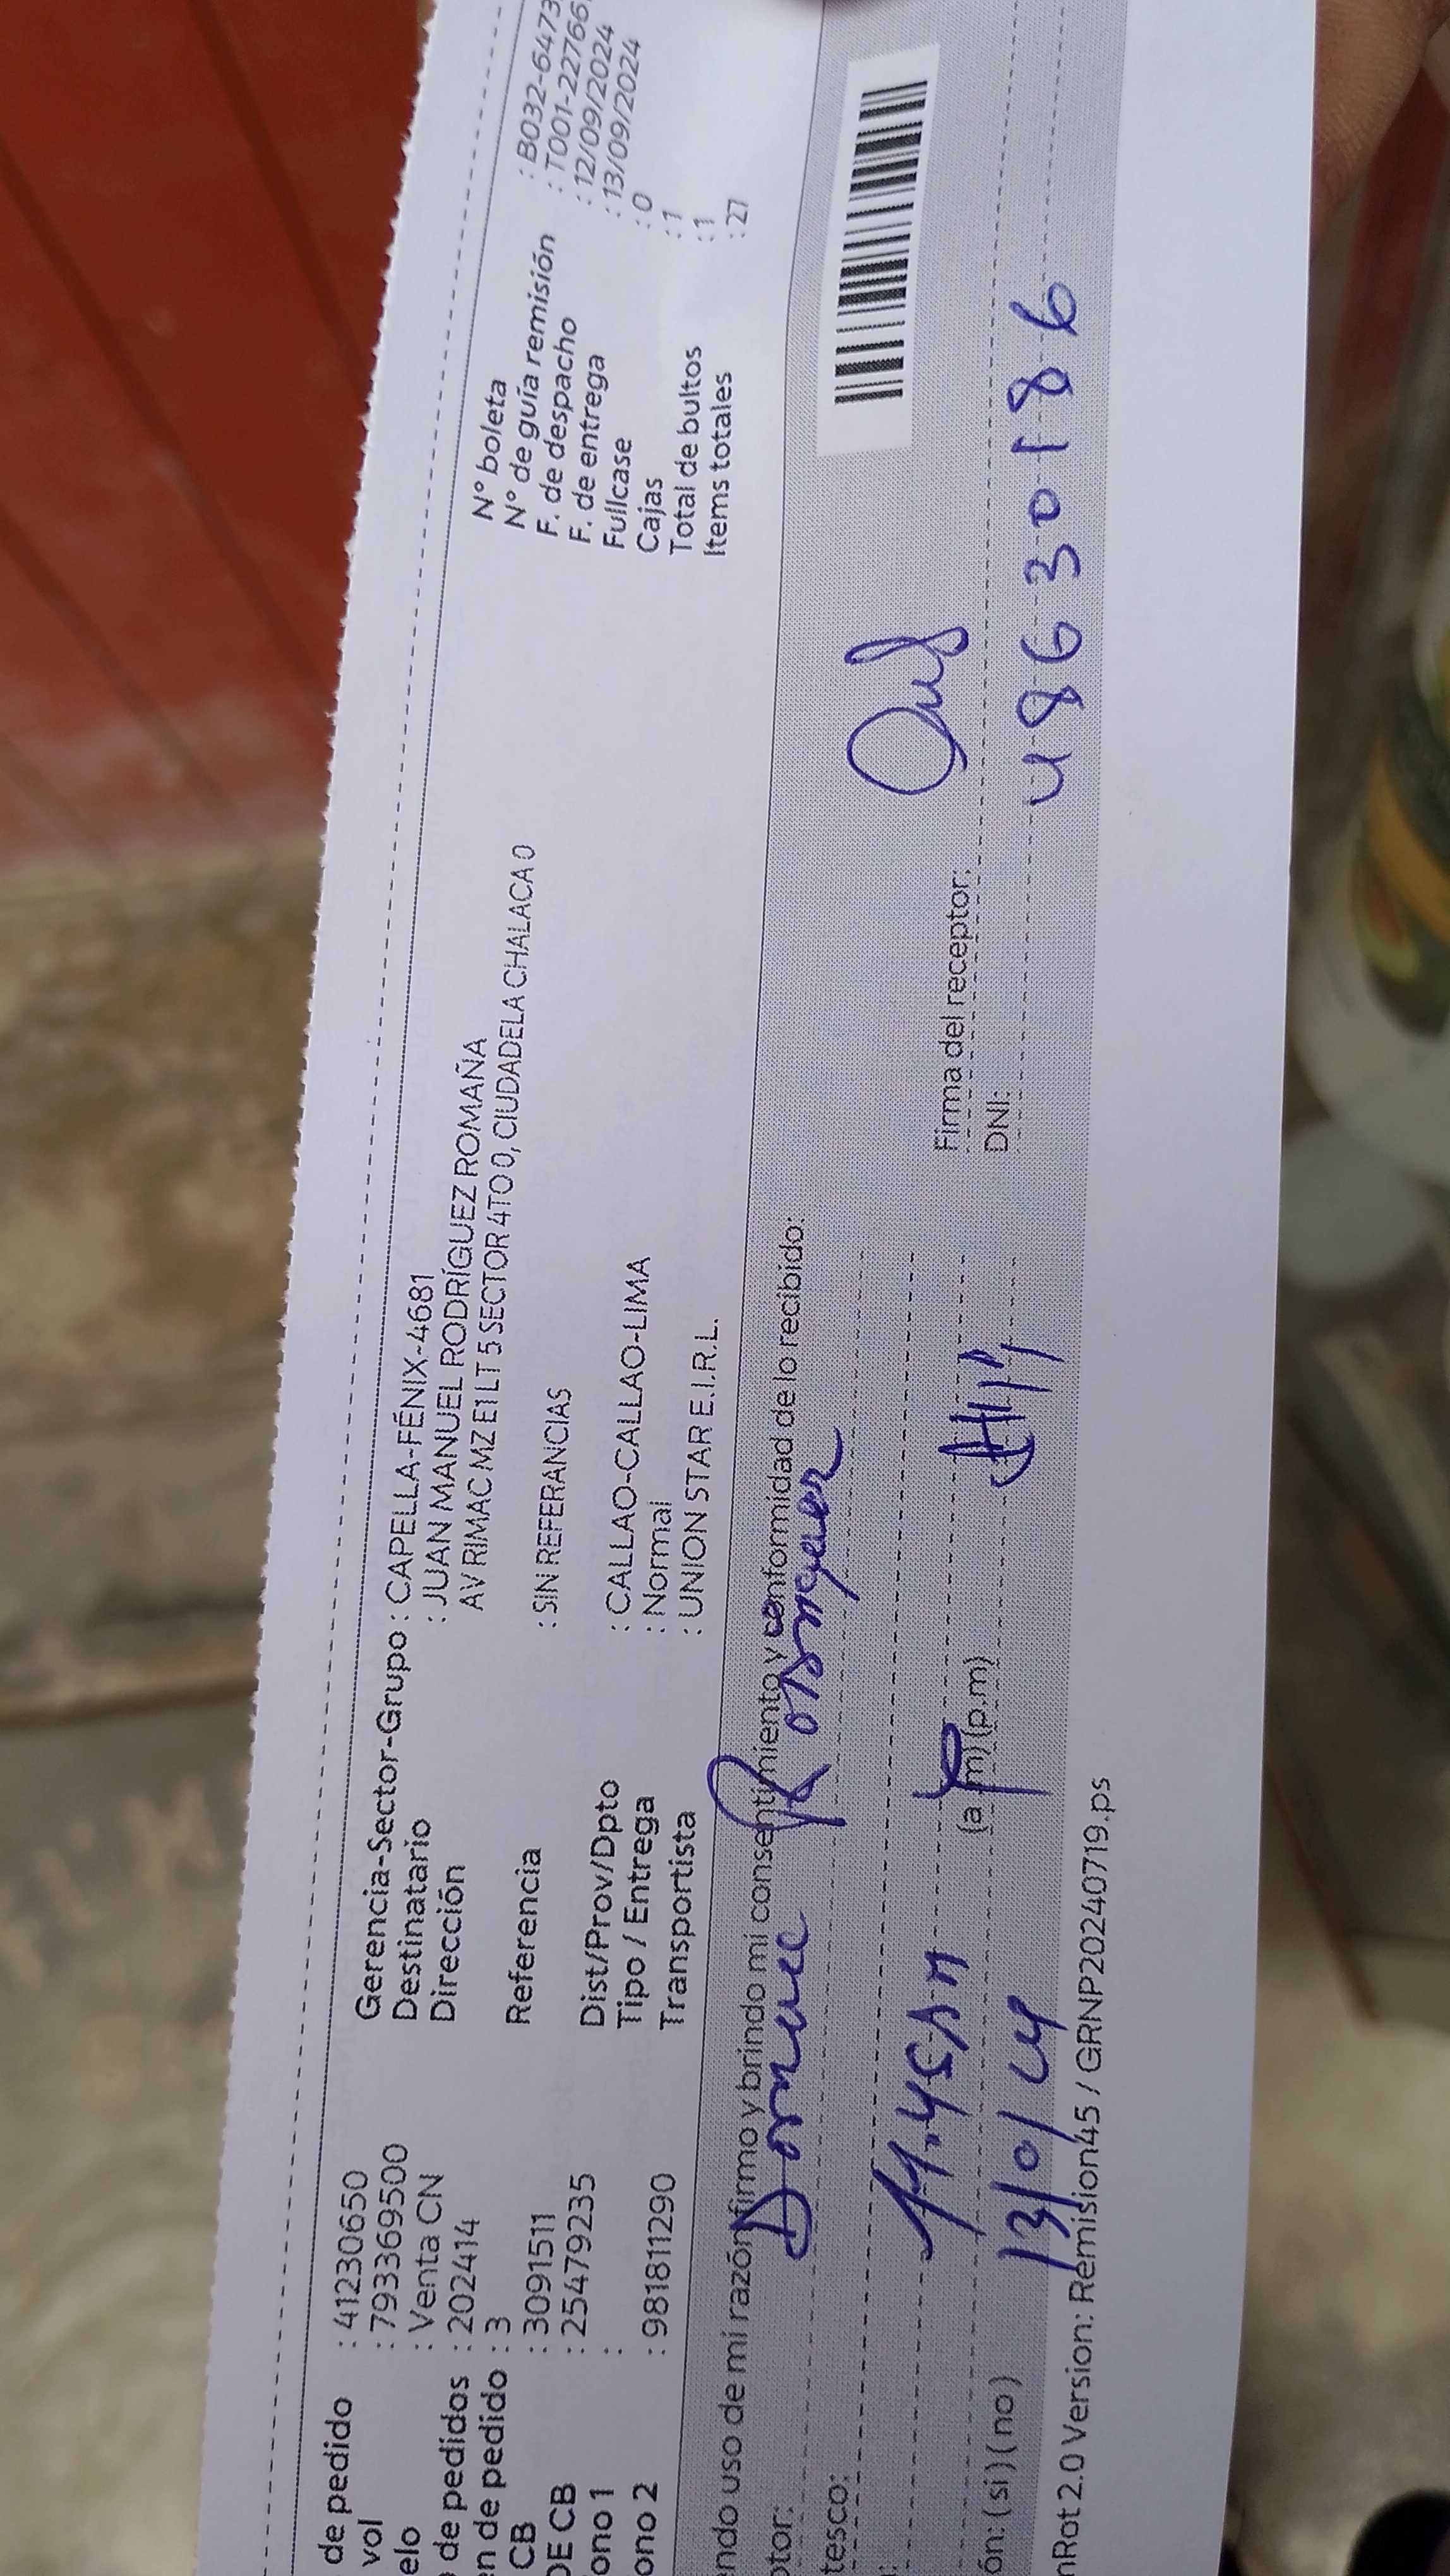 de pedido : 41230650
vol : 7933369500
elo : Venta CN
de pedidos : 202414
n de pedido : 3
CB : 3091511
DE CB : 25479235
ono 1 :
ono 2 : 981811290
Gerencia-Sector-Grupo : CAPELLA-FÉNIX-4681
Destinatario : JUAN MANUEL RODRÍGUEZ ROMAÑA
Dirección AV RIMAC MZ E1 LT 5 SECTOR 4TO 0, CIUDADELA CHALACA 0
Referencia : SIN REFERANCIAS
Dist/Prov/Dpto : CALLAO-CALLAO-LIMA
Tipo / Entrega : Normal
Transportista : UNION STAR E.I.R.L.
N° boleta : B032-6473
N° de guía remisión : T001-22766
F. de despacho : 12/09/2024
F. de entrega : 13/09/2024
Fullcase : 0
Cajas : 1
Total de bultos : 1
Items totales : 27
ndo uso de mi razón firmo y brindo mi consentimiento y conformidad de lo recibido:
ptor:
tesco:
(a.m) (p.m)
ón: (si) (no)
Firma del receptor:
DNI: 48630186
nRot 2.0 Version: Remision45 / GRNP20240719.ps